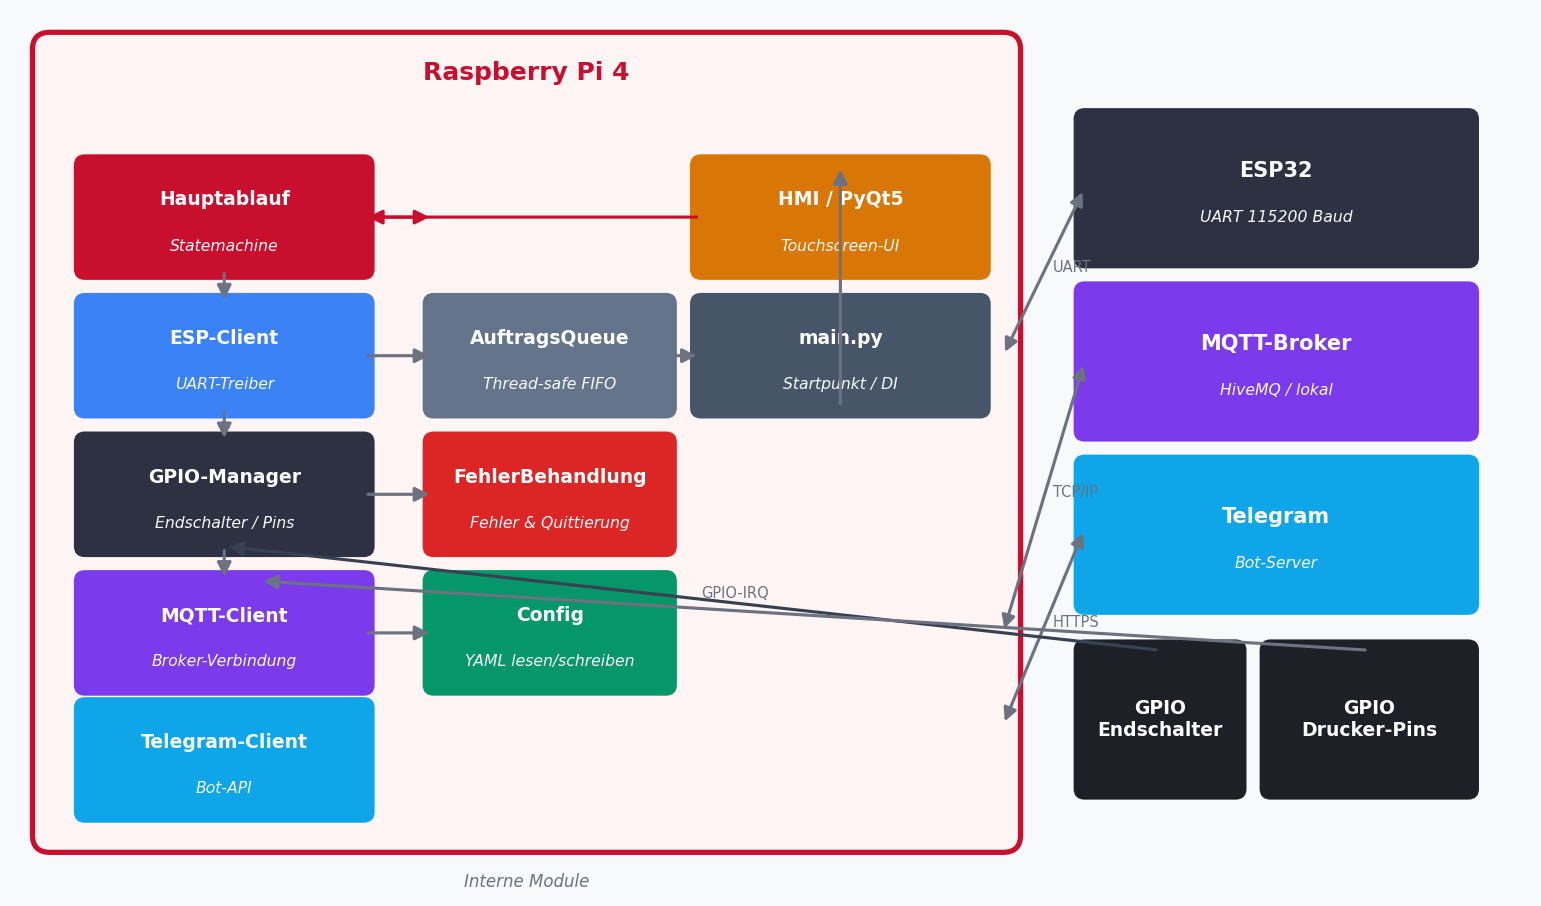 Raspberry Pi 4
Hauptablauf
Statemachine
HMI / PyQt5
Touchscreen-UI
ESP-Client
UART-Treiber
AuftragsQueue
Thread-safe FIFO
main.py
Startpunkt / DI
GPIO-Manager
Endschalter / Pins
FehlerBehandlung
Fehler & Quittierung
MQTT-Client
Broker-Verbindung
Config
YAML lesen/schreiben
Telegram-Client
Bot-API
Interne Module
ESP32
UART 115200 Baud
UART
MQTT-Broker
HiveMQ / lokal
TCP/IP
Telegram
Bot-Server
GPIO-IRQ
HTTPS
GPIO
Endschalter
GPIO
Drucker-Pins